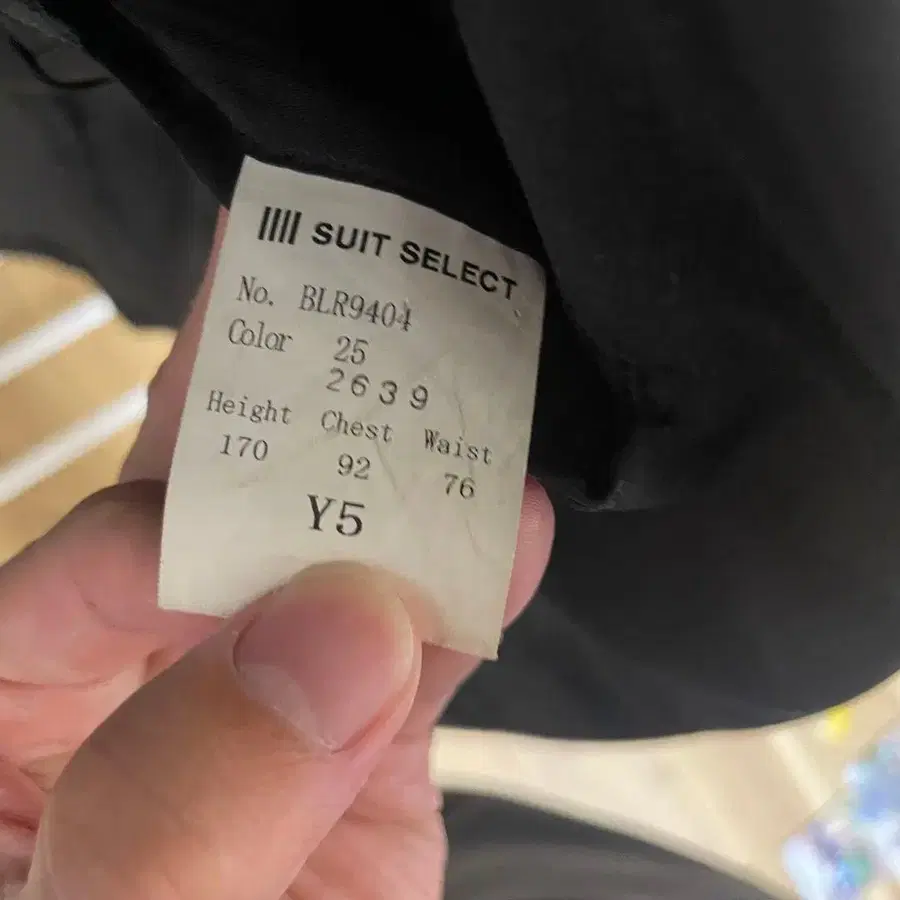 SUIT SELECT
No. BLR9404
Color 25
2639
Height Chest Waist
170 92 76
Y5